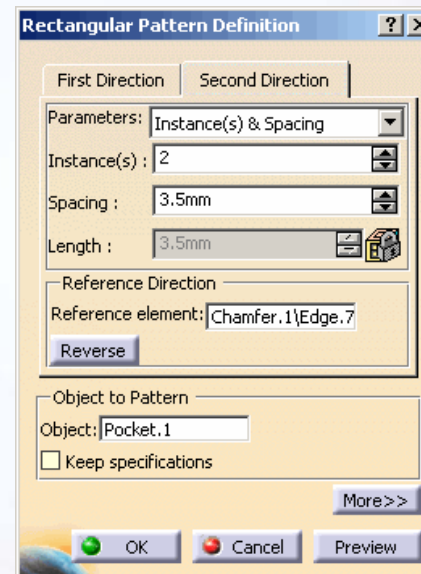 Rectangular Pattern Definition ? X
First Direction Second Direction
Parameters: Instance(s) & Spacing
Instance(s) : 2
Spacing : 3.5mm
Length : 3.5mm
Reference Direction
Reference element: Chamfer.1\Edge.7
Reverse
Object to Pattern
Object: Pocket.1
Keep specifications
More>>
OK Cancel Preview